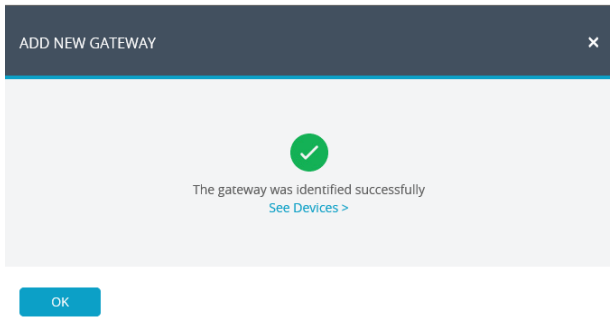 ADD NEW GATEWAY
The gateway was identified successfully
See Devices >
OK